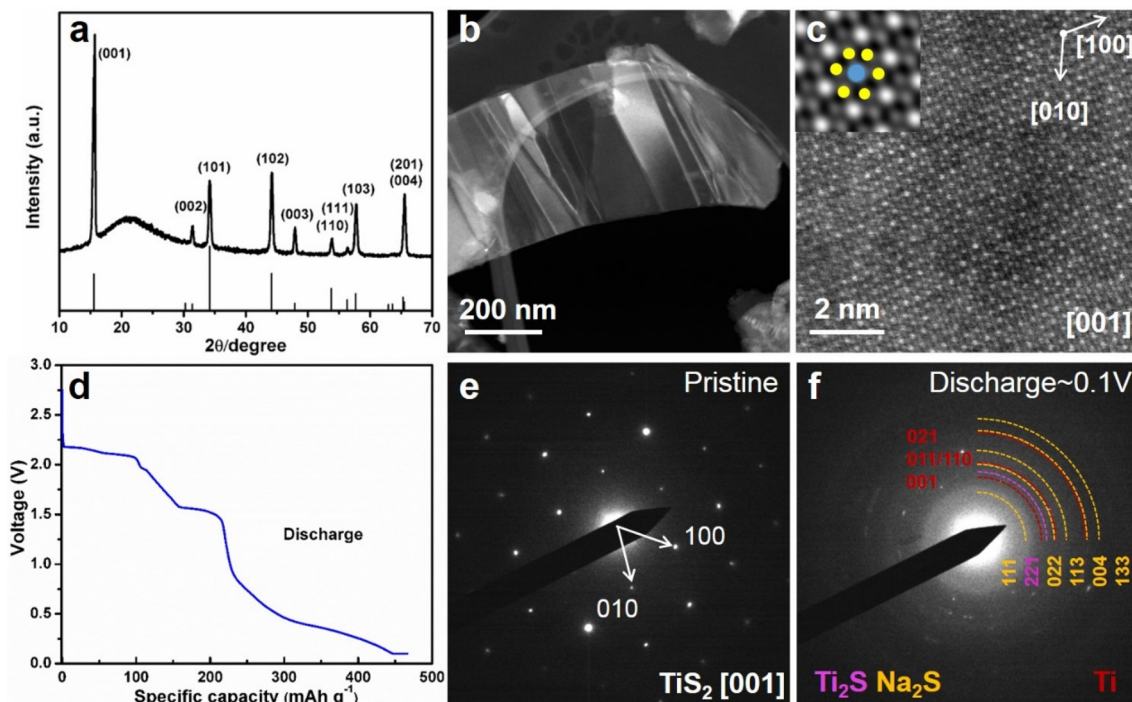 a
(001)
(002)
(101)
(102)
(003)
(111)
(110)
(103)
(201)
(004)
Intensity (a.u.)
10 20 30 40 50 60 70
2θ/degree
b
200 nm
c
[100]
[010]
2 nm
[001]
d
3.0
2.5
2.0
1.5
1.0
0.5
0.0
Voltage (V)
Discharge
0 100 200 300 400 500
Specific capacity (mAh g⁻¹)
e
Pristine
100
010
TiS₂ [001]
f
Discharge~0.1V
021
011/110
001
111
221
022
113
004
133
Ti₂S Na₂S Ti